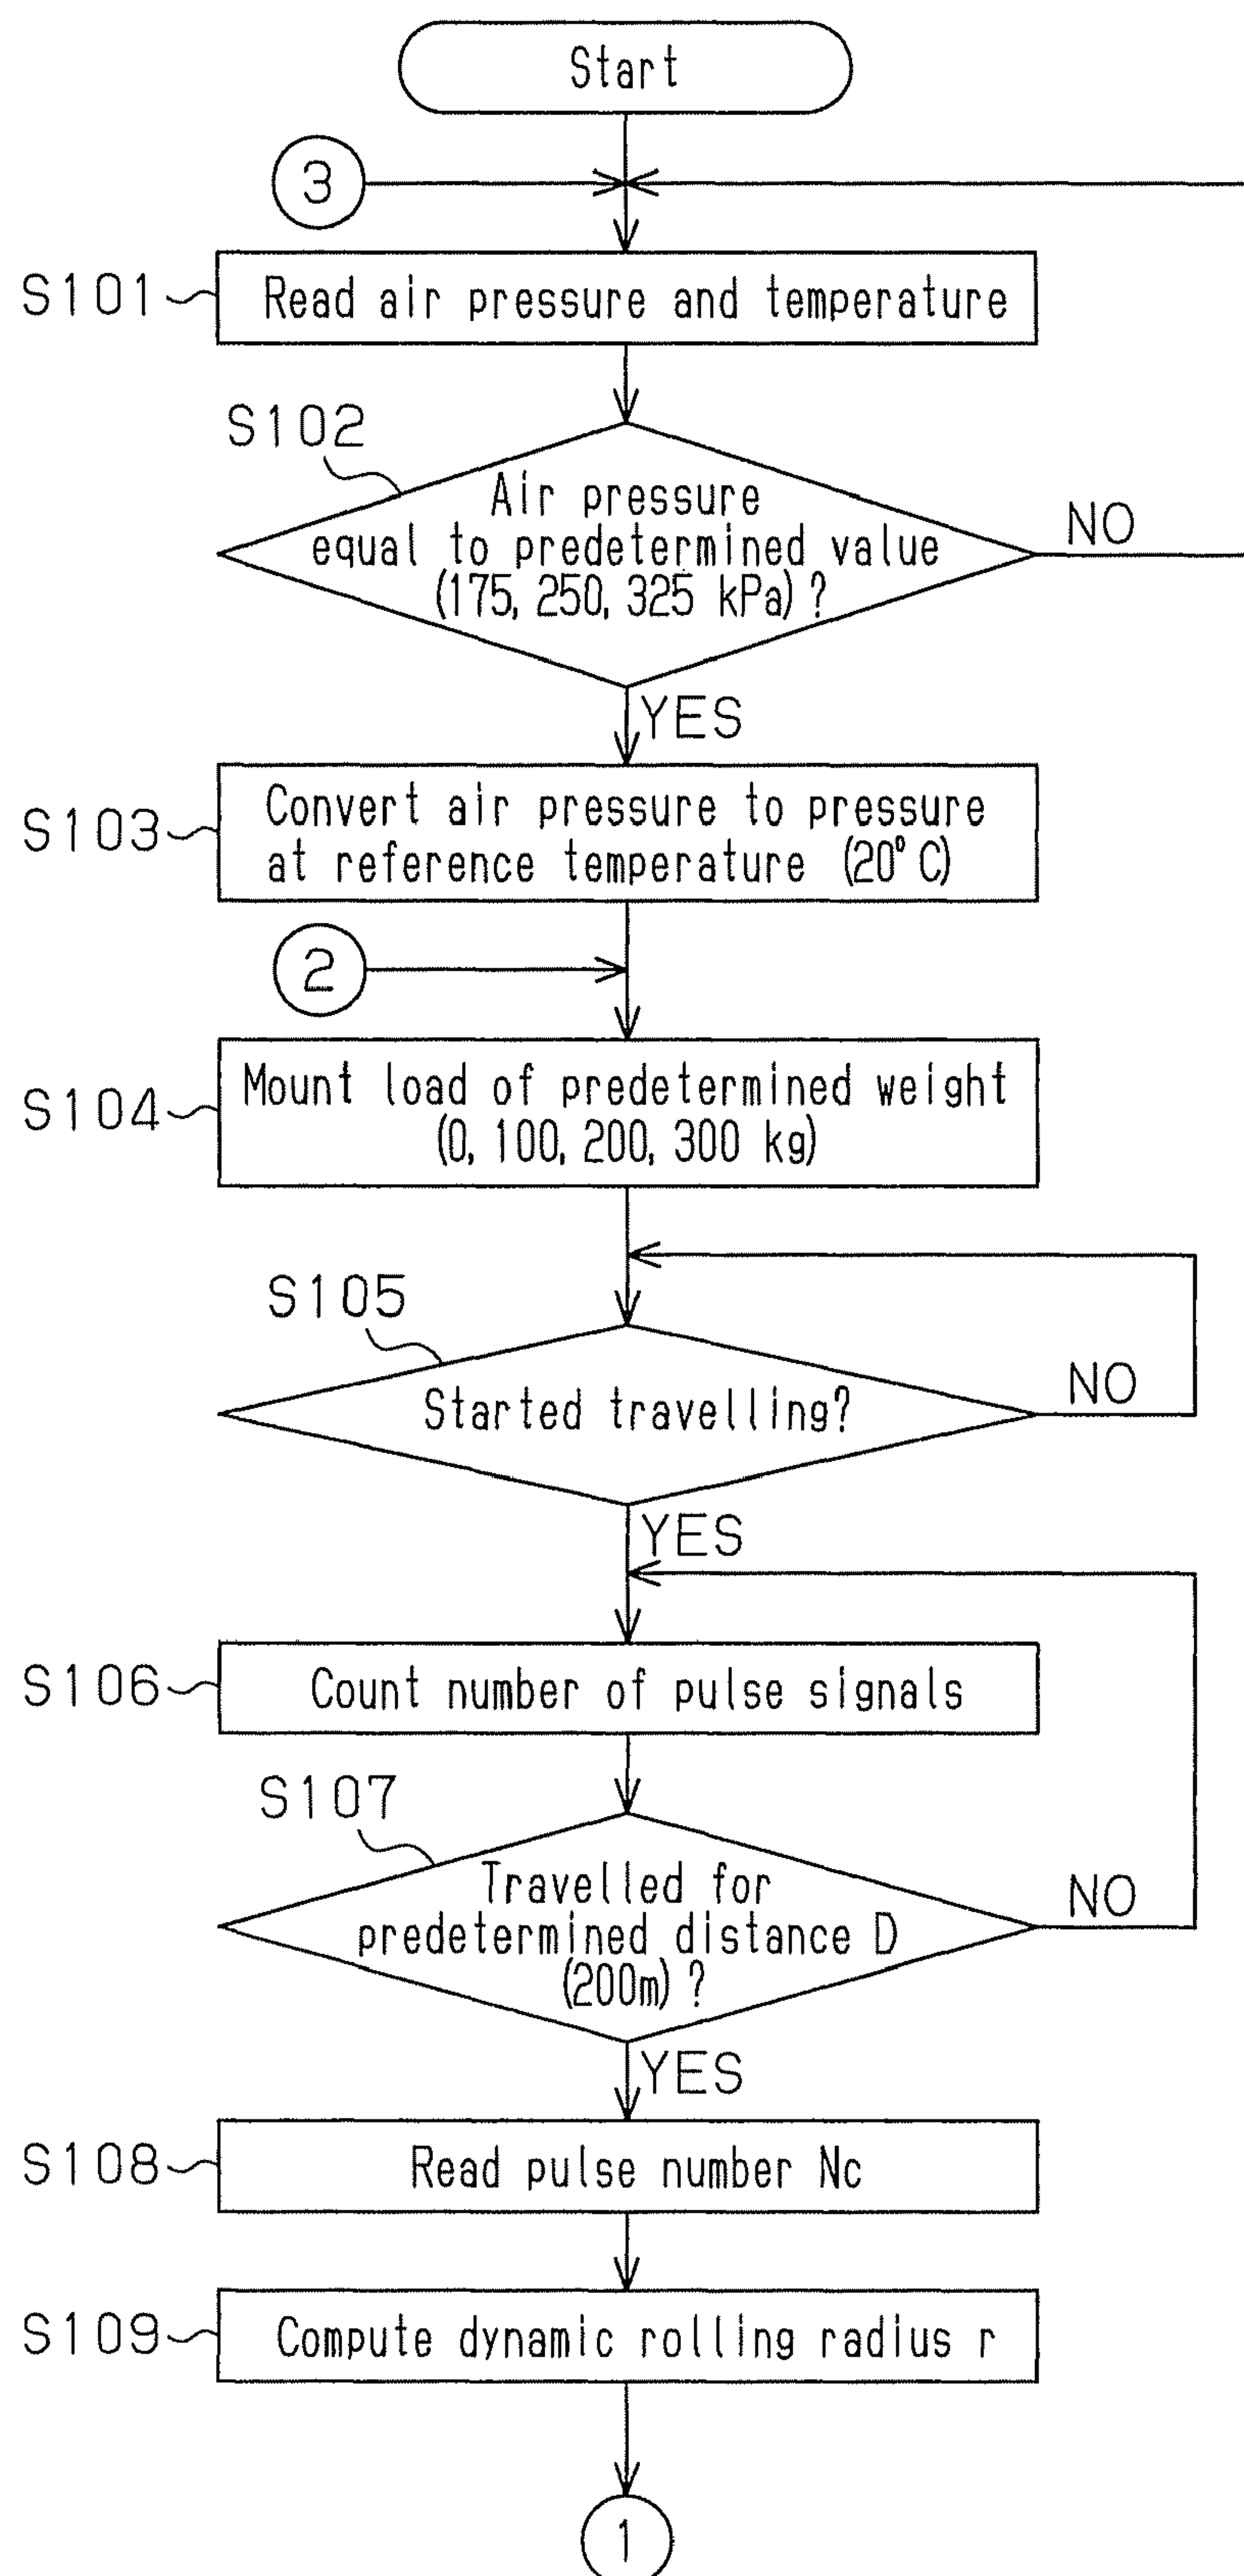 Start
3
S101
Read air pressure and temperature
S102
Air pressure
equal to predetermined value
(175, 250, 325 kPa) ?
NO
YES
S103
Convert air pressure to pressure
at reference temperature (20° C)
2
S104
Mount load of predetermined weight
(0, 100, 200, 300 kg)
S105
Started travelling?
NO
YES
S106
Count number of pulse signals
S107
Travelled for
predetermined distance D
(200m) ?
NO
YES
S108
Read pulse number Nc
S109
Compute dynamic rolling radius r
1